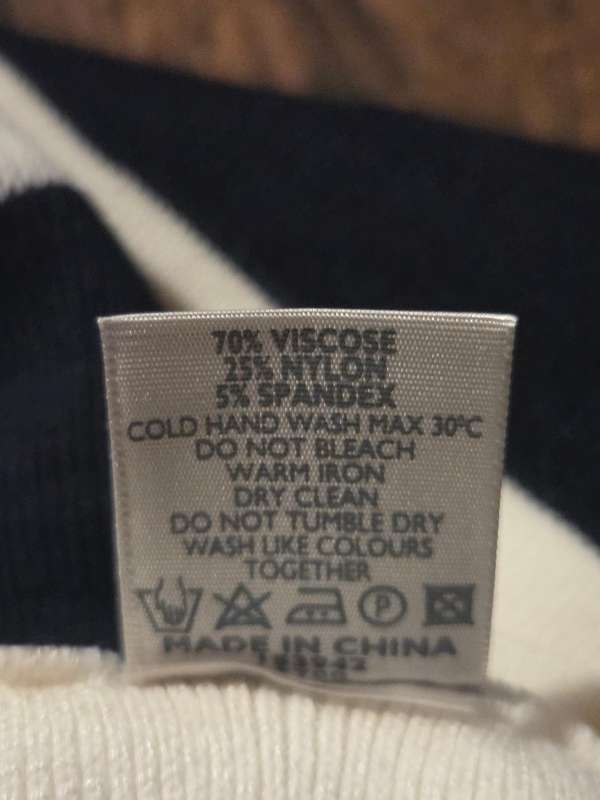 70% VISCOSE
25% NYLON
5% SPANDEX
COLD HAND WASH MAX 30°C
DO NOT BLEACH
WARM IRON
DRY CLEAN
DO NOT TUMBLE DRY
WASH LIKE COLOURS
TOGETHER
P
MADE IN CHINA